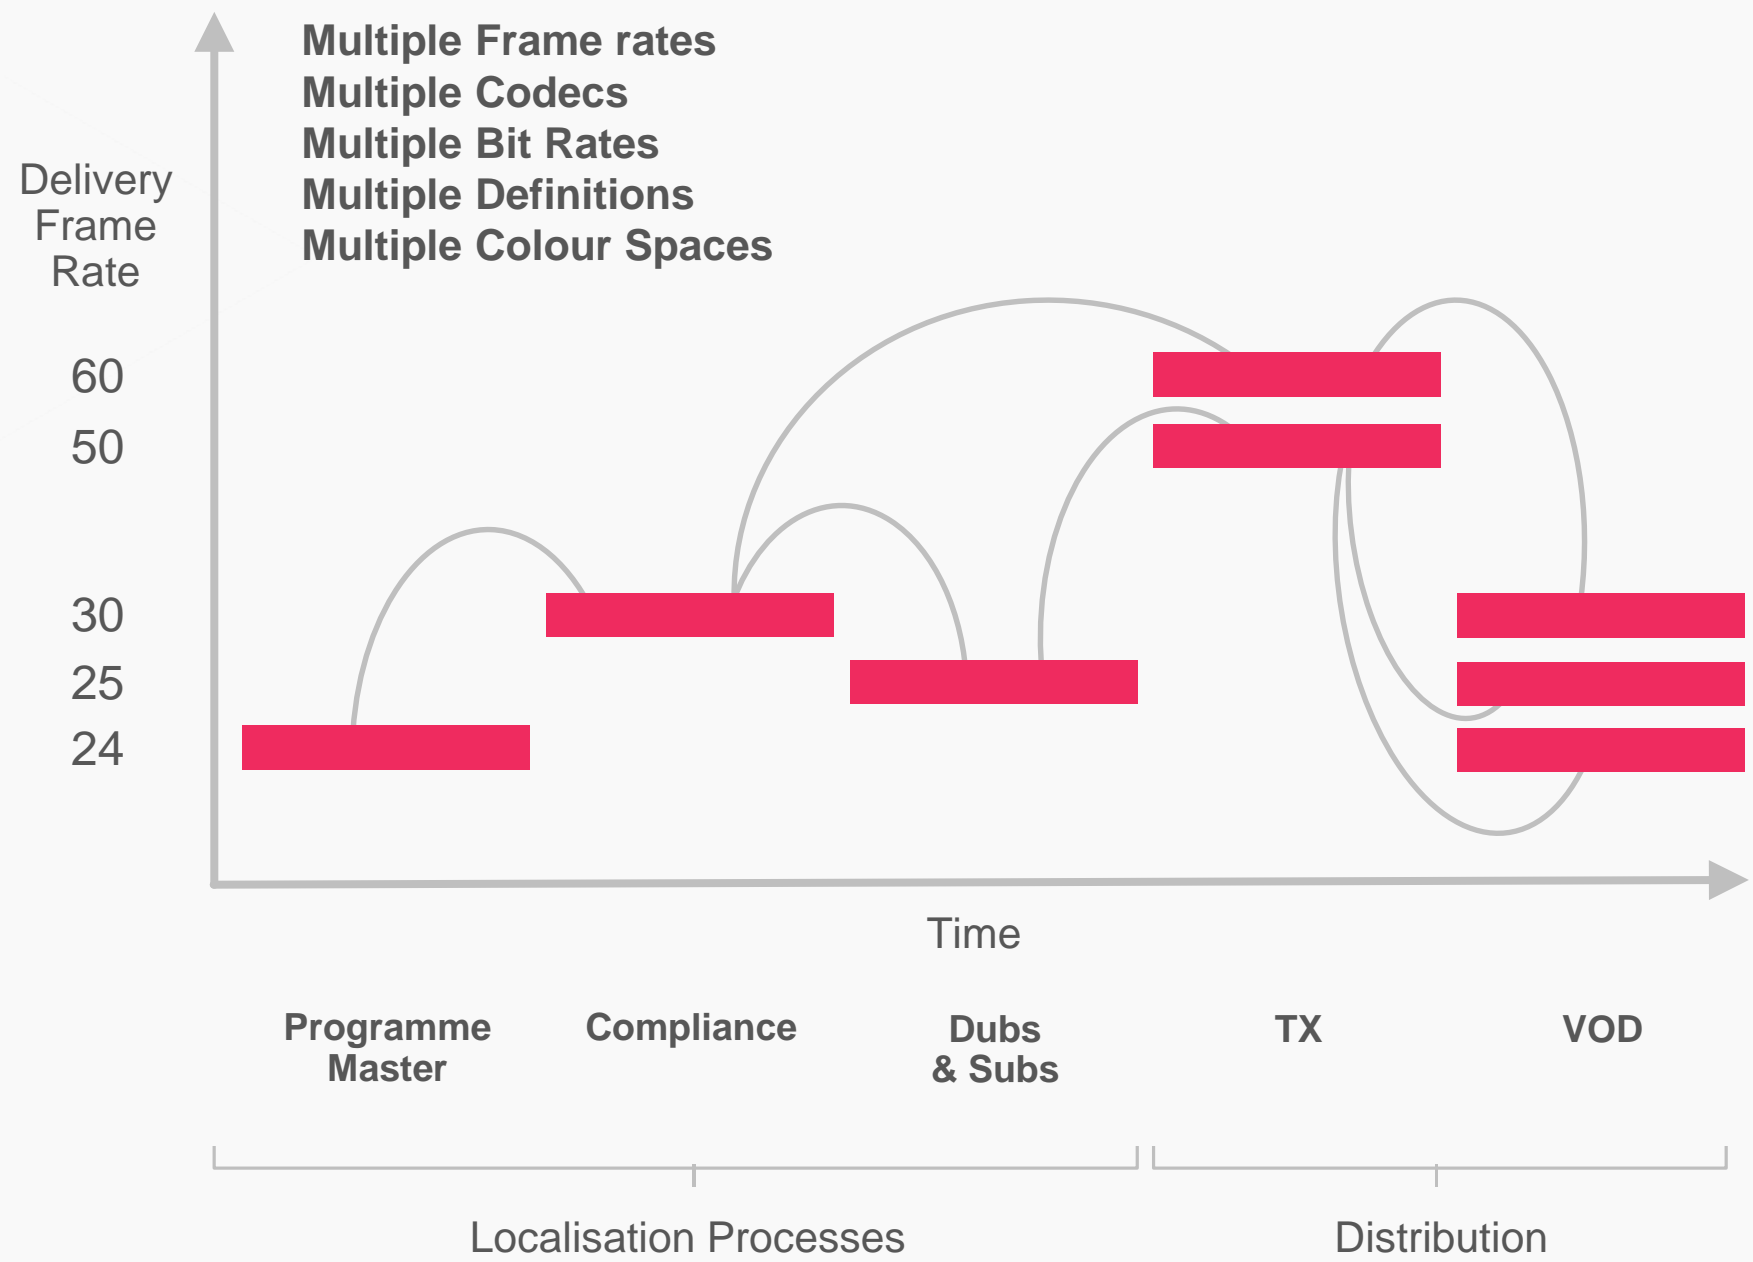 Multiple Frame rates
Multiple Codecs
Multiple Bit Rates
Multiple Definitions
Multiple Colour Spaces
Delivery
Frame
Rate
60
50
30
25
24
Time
Programme
Master
Compliance
Dubs
& Subs
TX
VOD
Localisation Processes
Distribution